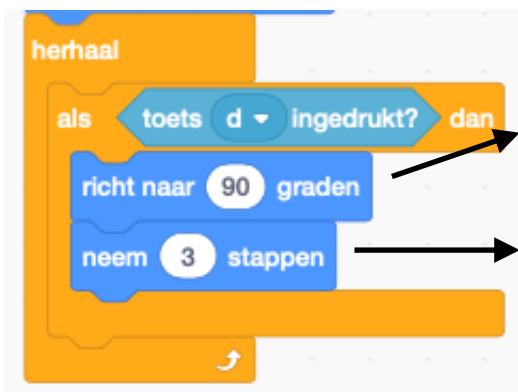 herhaal
als toets d ingedrukt? dan
richt naar 90 graden
neem 3 stappen